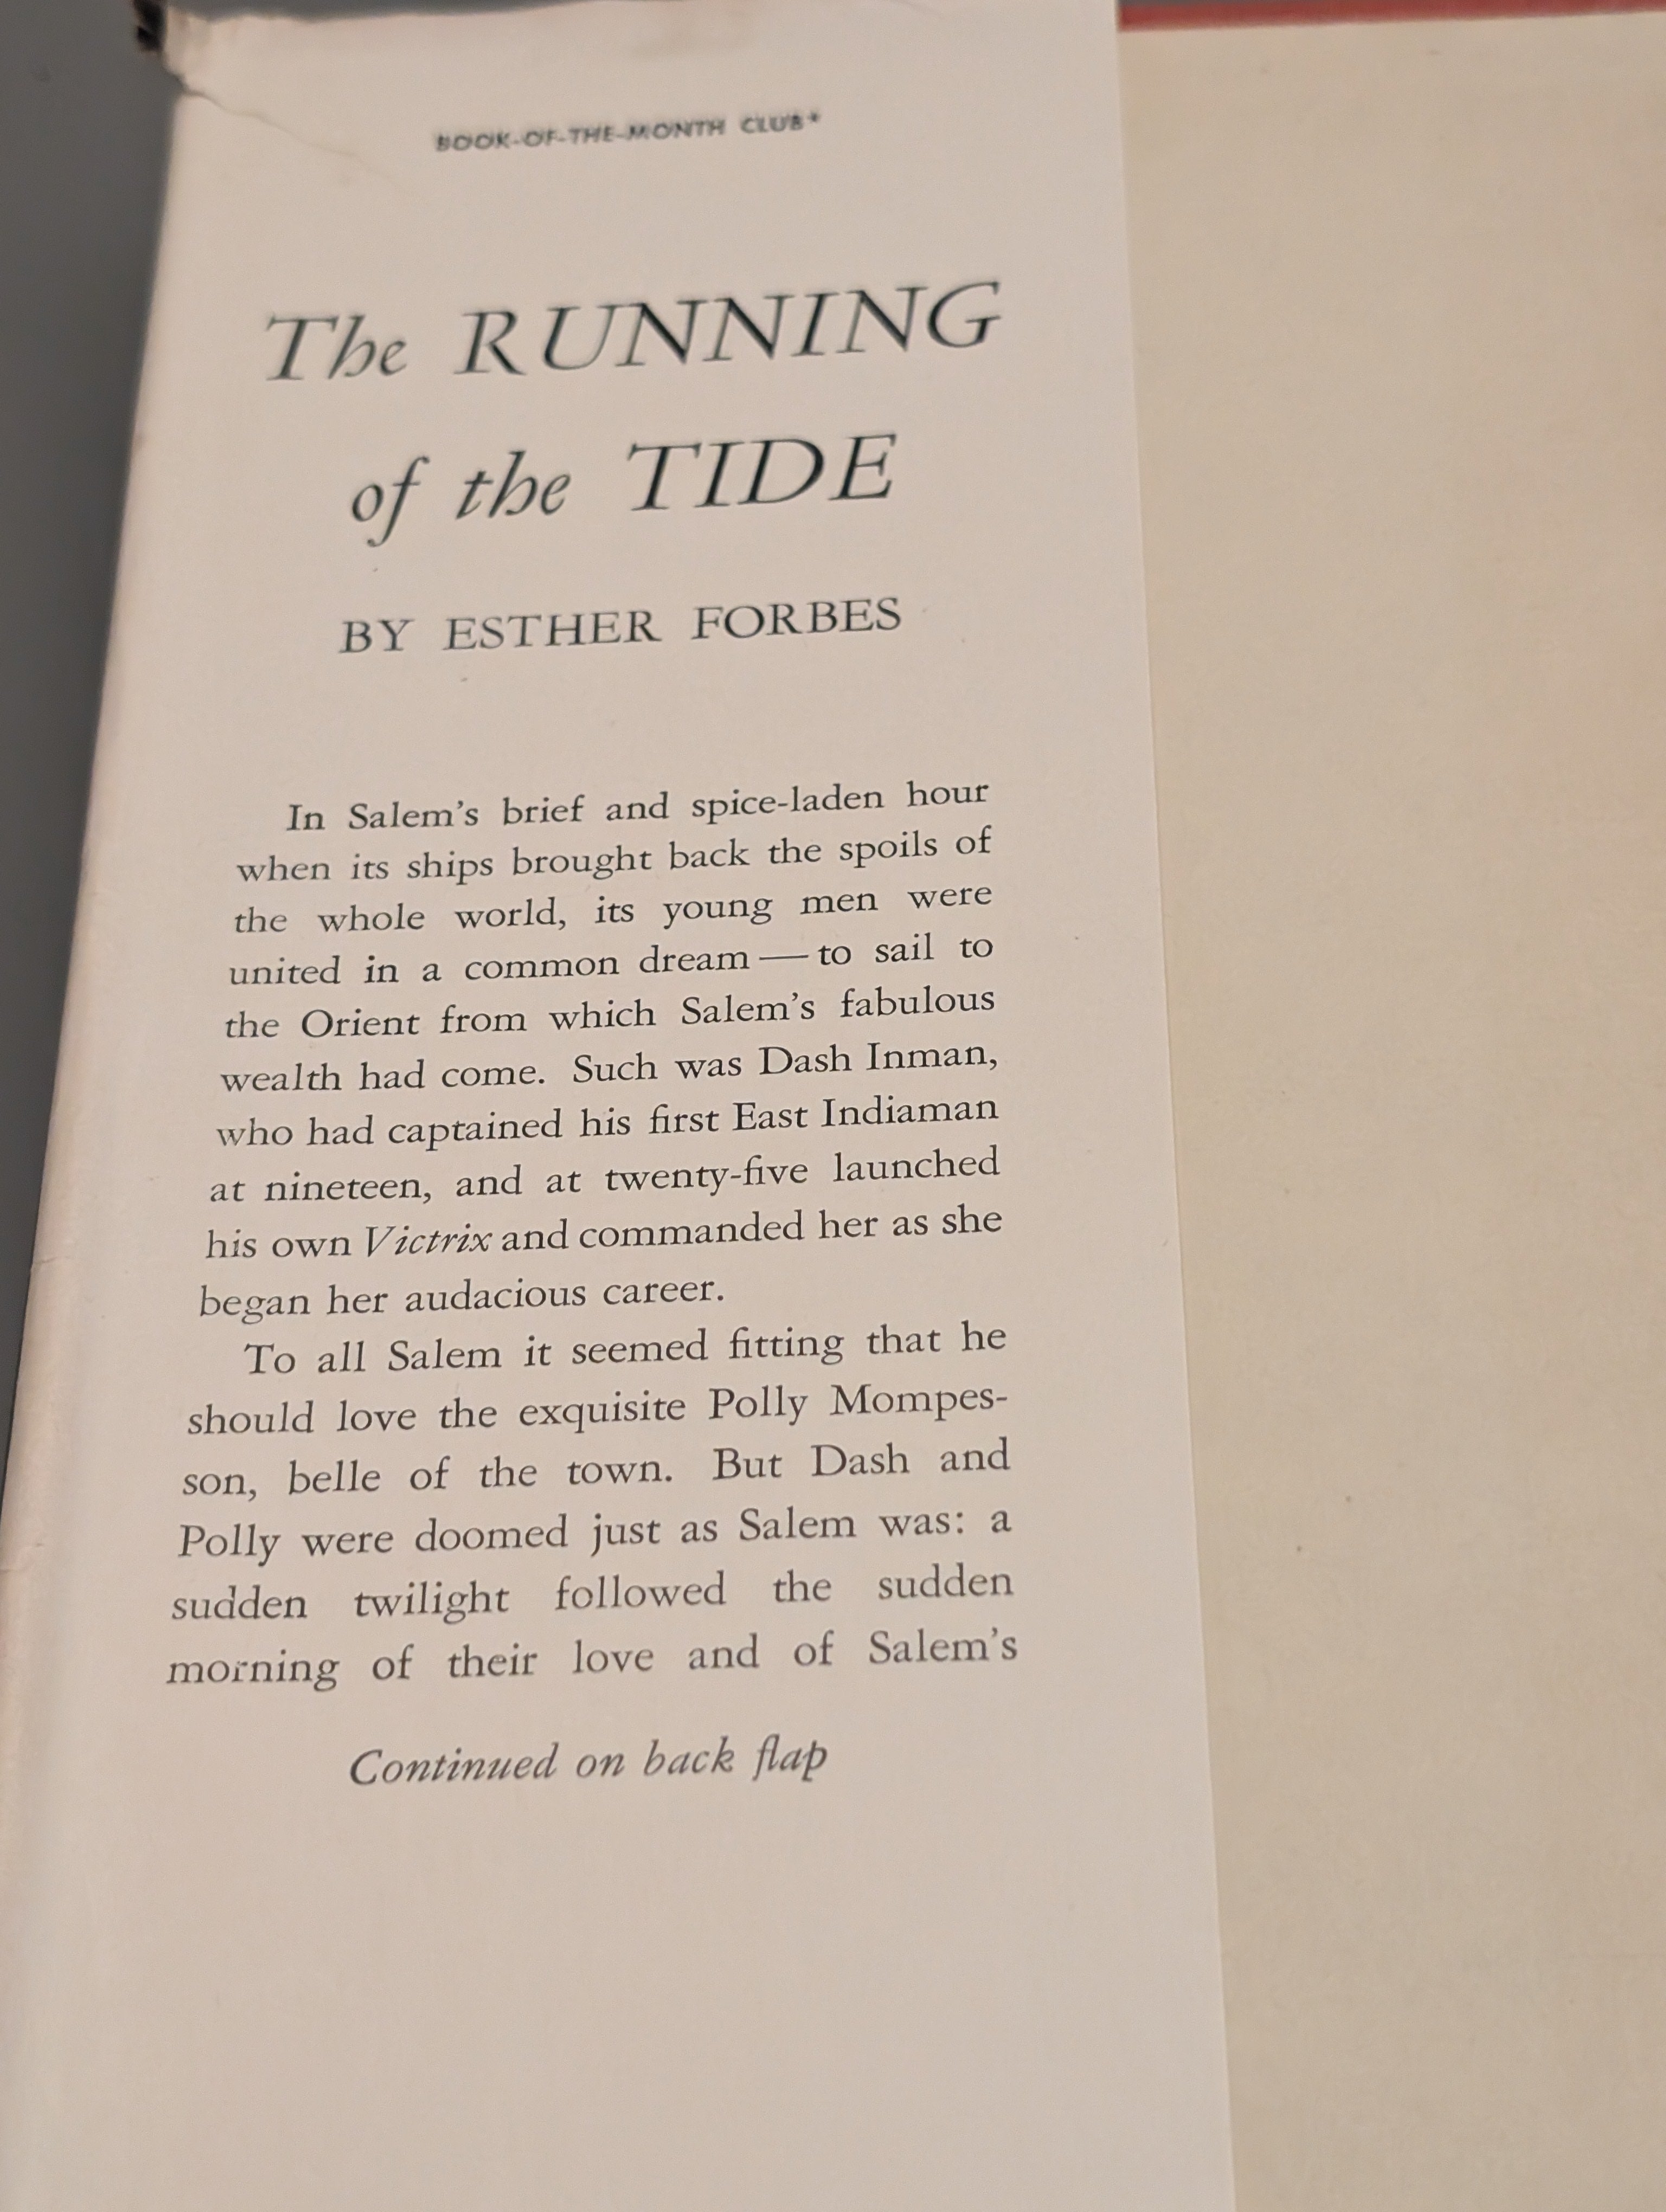 BOOK-OF-THE-MONTH CLUB*
The RUNNING
of the TIDE
BY ESTHER FORBES
In Salem's brief and spice-laden hour
when its ships brought back the spoils of
the whole world, its young men were
united in a common dream — to sail to
the Orient from which Salem's fabulous
wealth had come. Such was Dash Inman,
who had captained his first East Indiaman
at nineteen, and at twenty-five launched
his own Victrix and commanded her as she
began her audacious career.
To all Salem it seemed fitting that he
should love the exquisite Polly Mompes-
son, belle of the town. But Dash and
Polly were doomed just as Salem was: a
sudden twilight followed the sudden
morning of their love and of Salem's
Continued on back flap